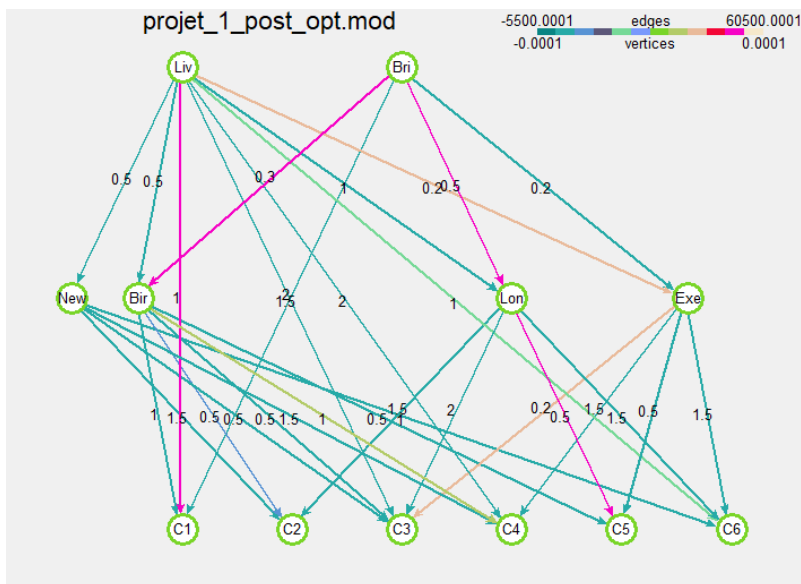 projet_1_post_opt.mod
-5500.0001 edges 60500.0001
-0.0001 vertices 0.0001
Liv Bri
0.5 0.5 0.3 1 0.2 0.5 0.2
New Bir Lon Exe
1 2 1.5 2 1
1 1.5 0.5 0.5 0.5 1.5 1 0.5 1.5 1 2 0.2 0.5 1.5 1.5 0.5 1.5
C1 C2 C3 C4 C5 C6